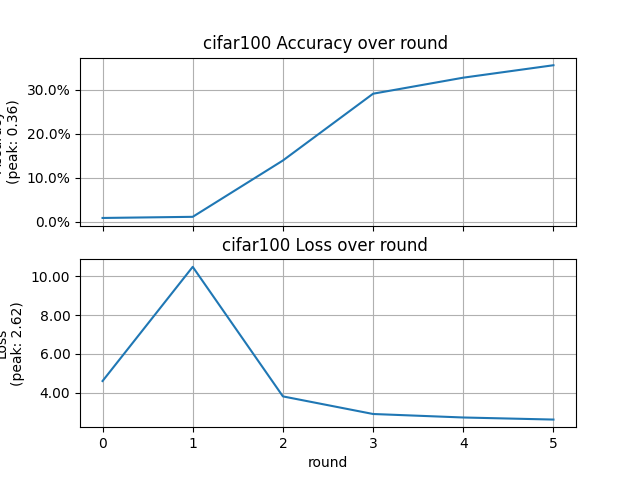 cifar100 Accuracy over round
(peak: 0.36)
30.0%
20.0%
10.0%
0.0%
cifar100 Loss over round
Loss
(peak: 2.62)
10.00
8.00
6.00
4.00
0 1 2 3 4 5
round